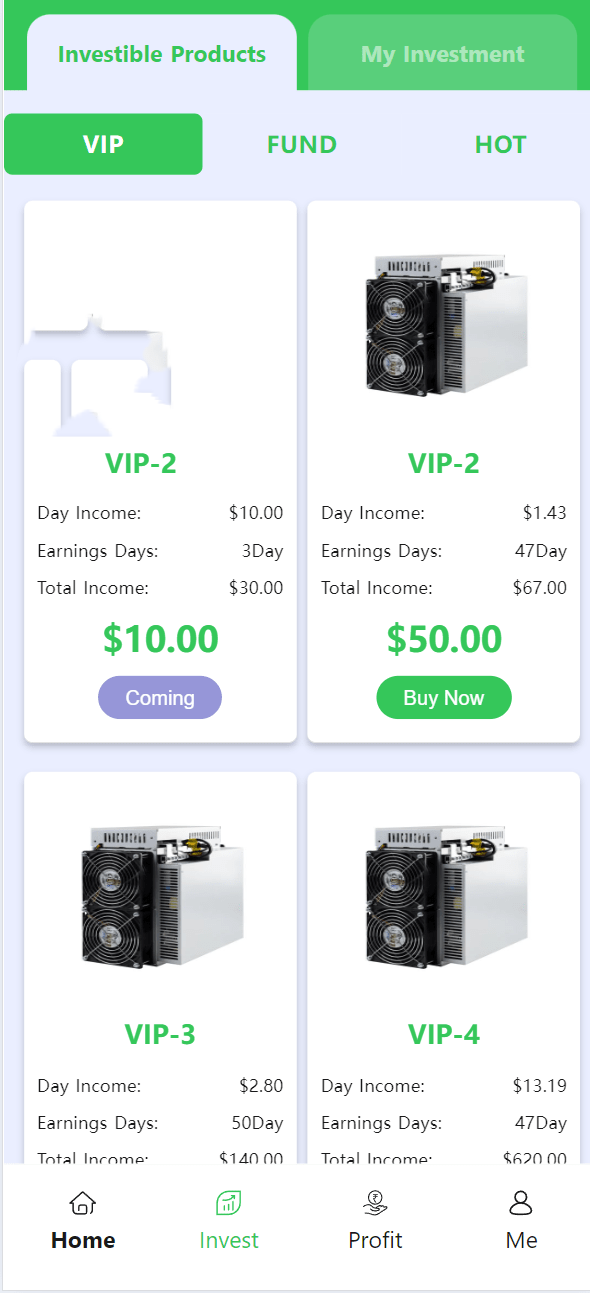 Investible Products
My Investment
VIP
FUND
HOT
VIP-2
Day Income: $10.00
Earnings Days: 3Day
Total Income: $30.00
$10.00
Coming
VIP-2
Day Income: $1.43
Earnings Days: 47Day
Total Income: $67.00
$50.00
Buy Now
VIP-3
Day Income: $2.80
Earnings Days: 50Day
Total Income: $140.00
VIP-4
Day Income: $13.19
Earnings Days: 47Day
Total Income: $620.00
Home
Invest
Profit
Me